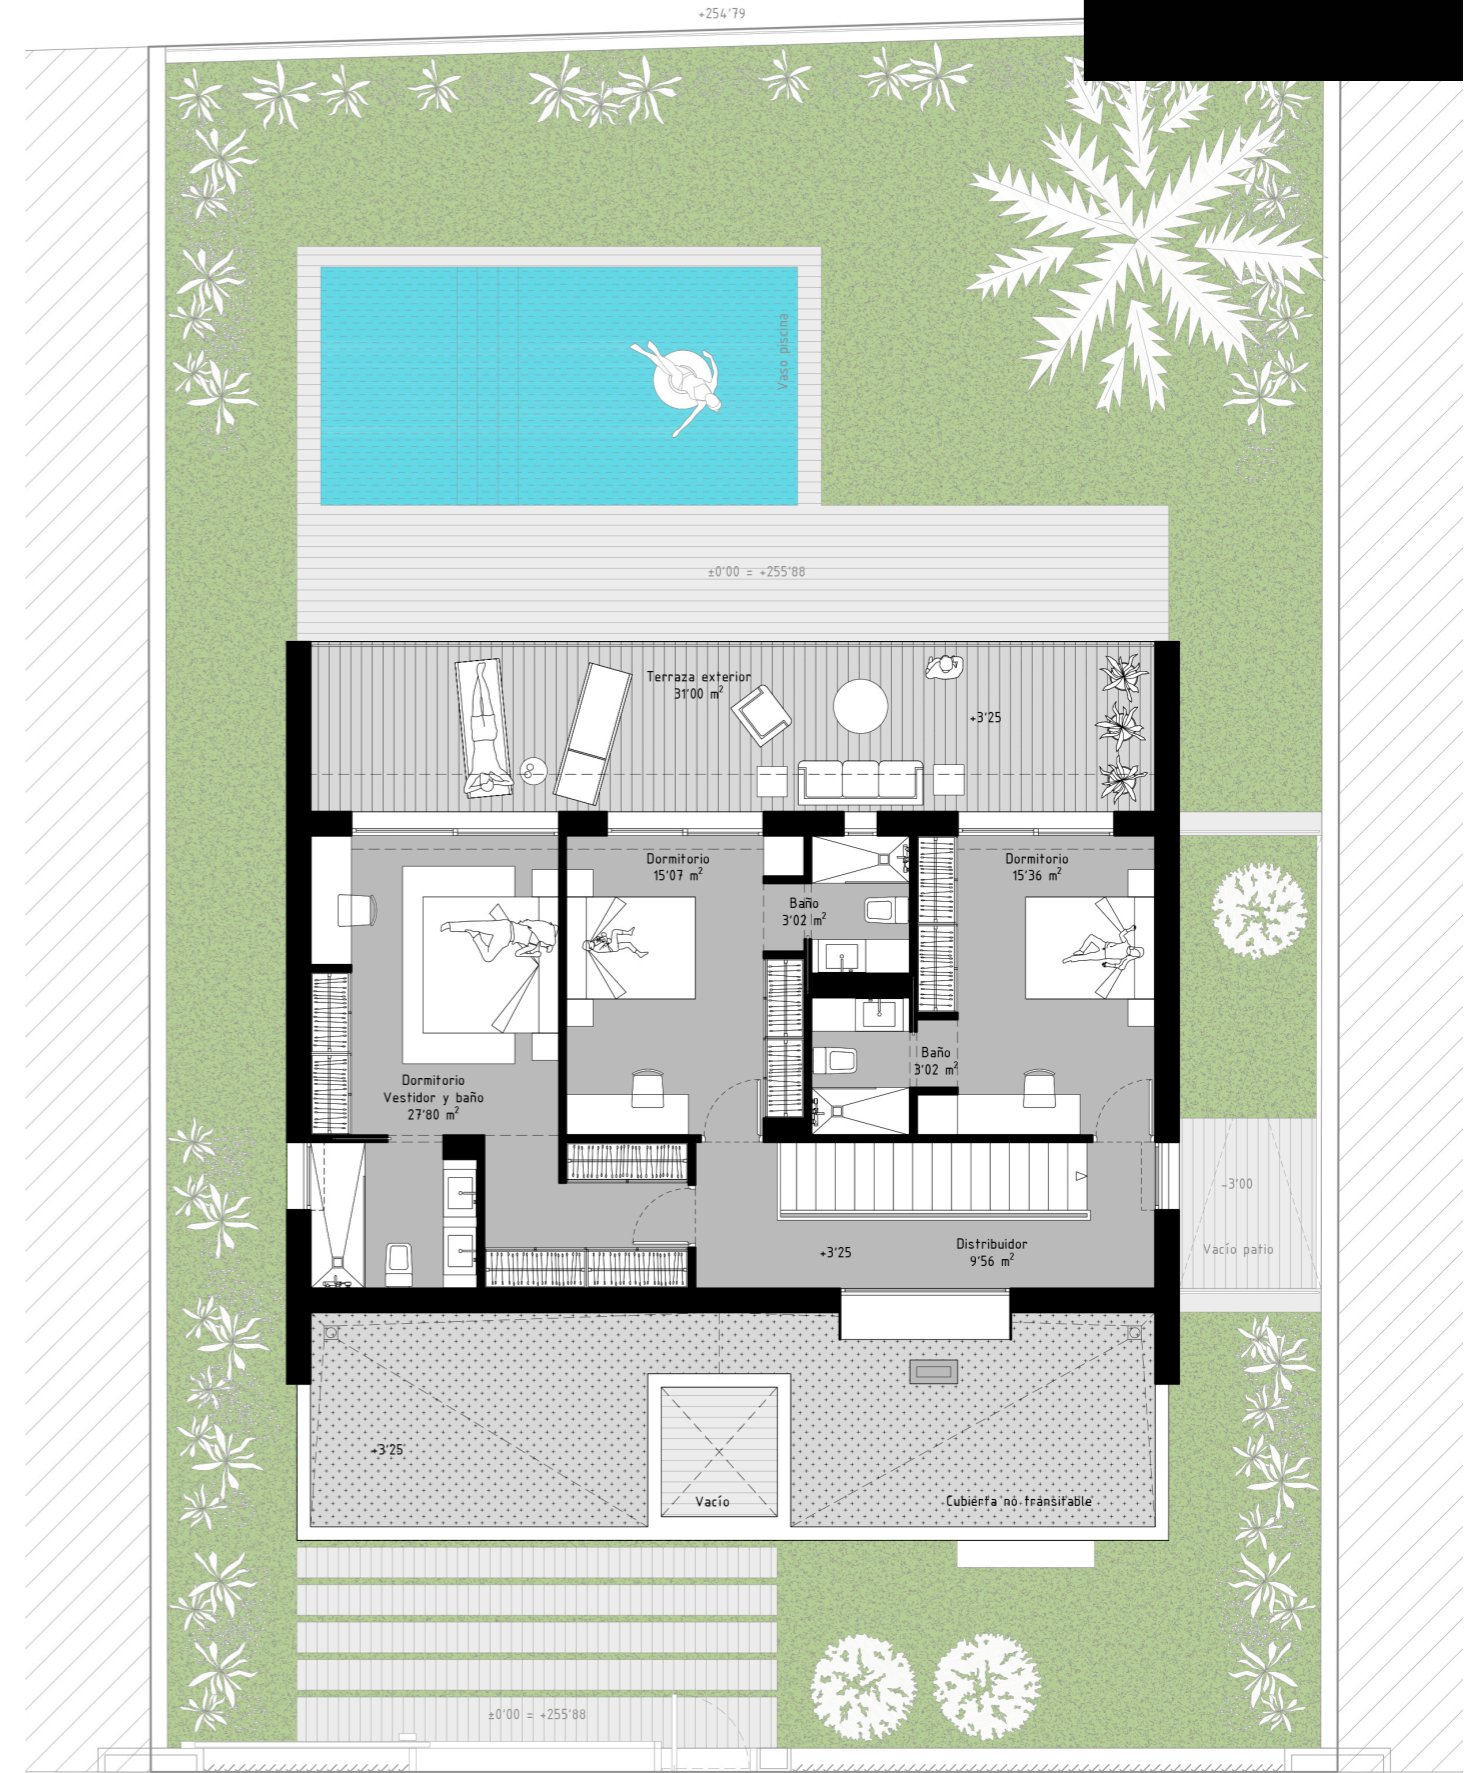 +254'79
Vaso piscina
±0'00 = +255'88
Terraza exterior
31'00 m²
+3'25
Dormitorio
15'07 m²
Dormitorio
15'36 m²
Baño
3'02 m²
Baño
3'02 m²
Dormitorio
Vestidor y baño
27'80 m²
-3'00
Vacío patio
+3'25
Distribuidor
9'56 m²
+3'25
Vacío
Cubierta no transitable
±0'00 = +255'88